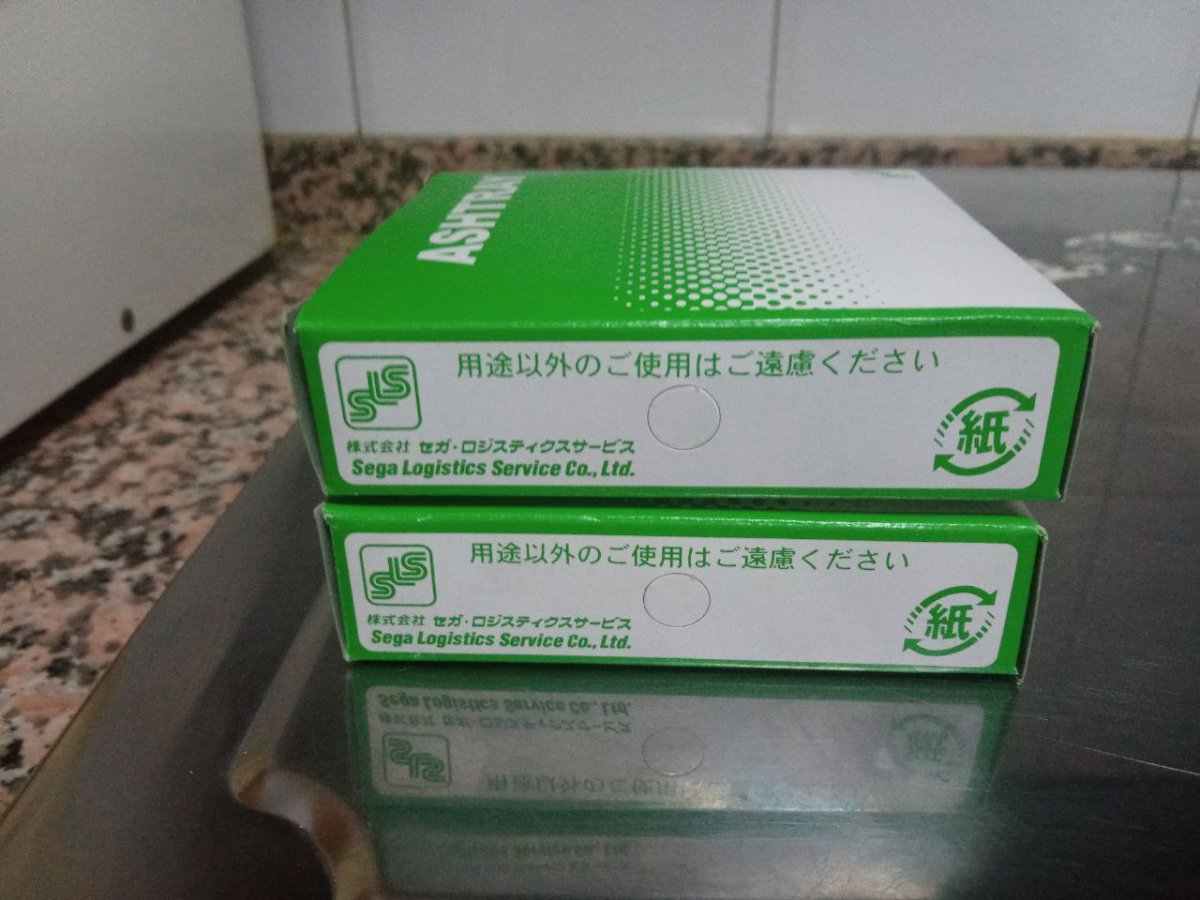 ASHTRAY
SLS
用途以外のご使用はご遠慮ください
株式会社 セガ・ロジスティクスサービス
Sega Logistics Service Co., Ltd.
紙
SLS
用途以外のご使用はご遠慮ください
株式会社 セガ・ロジスティクスサービス
Sega Logistics Service Co., Ltd.
紙